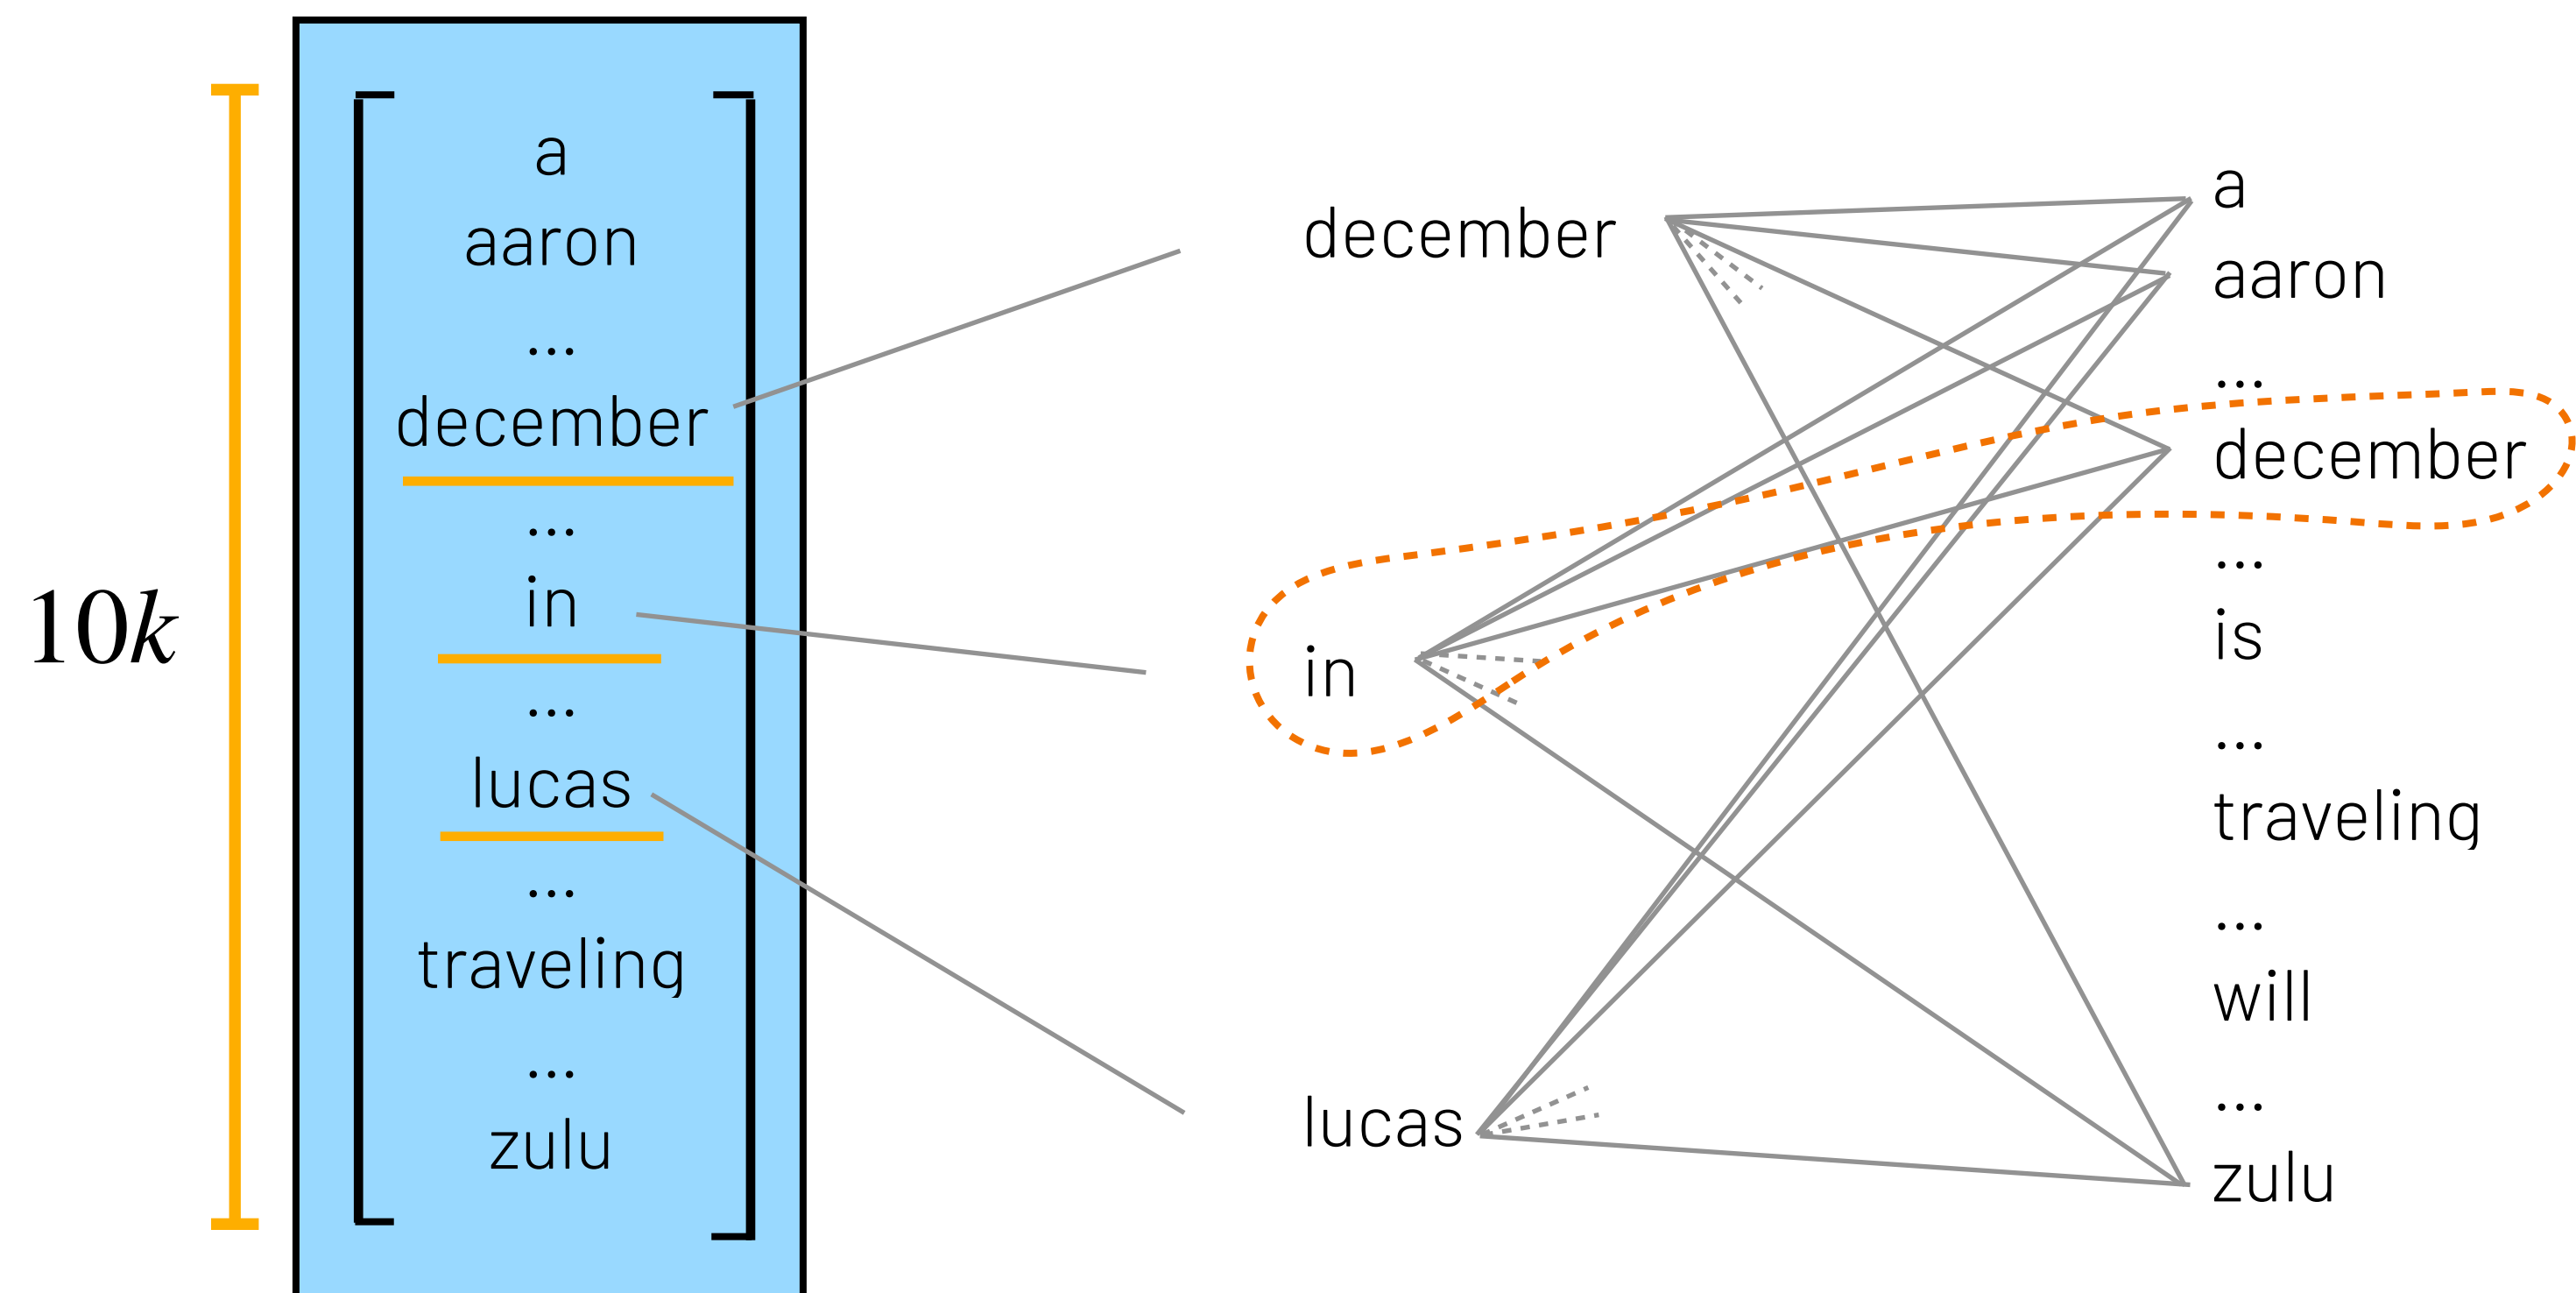 10k
a
aaron
...
december
...
in
...
lucas
...
traveling
...
zulu
december
in
lucas
a
aaron
...
december
...
is
...
traveling
...
will
...
zulu